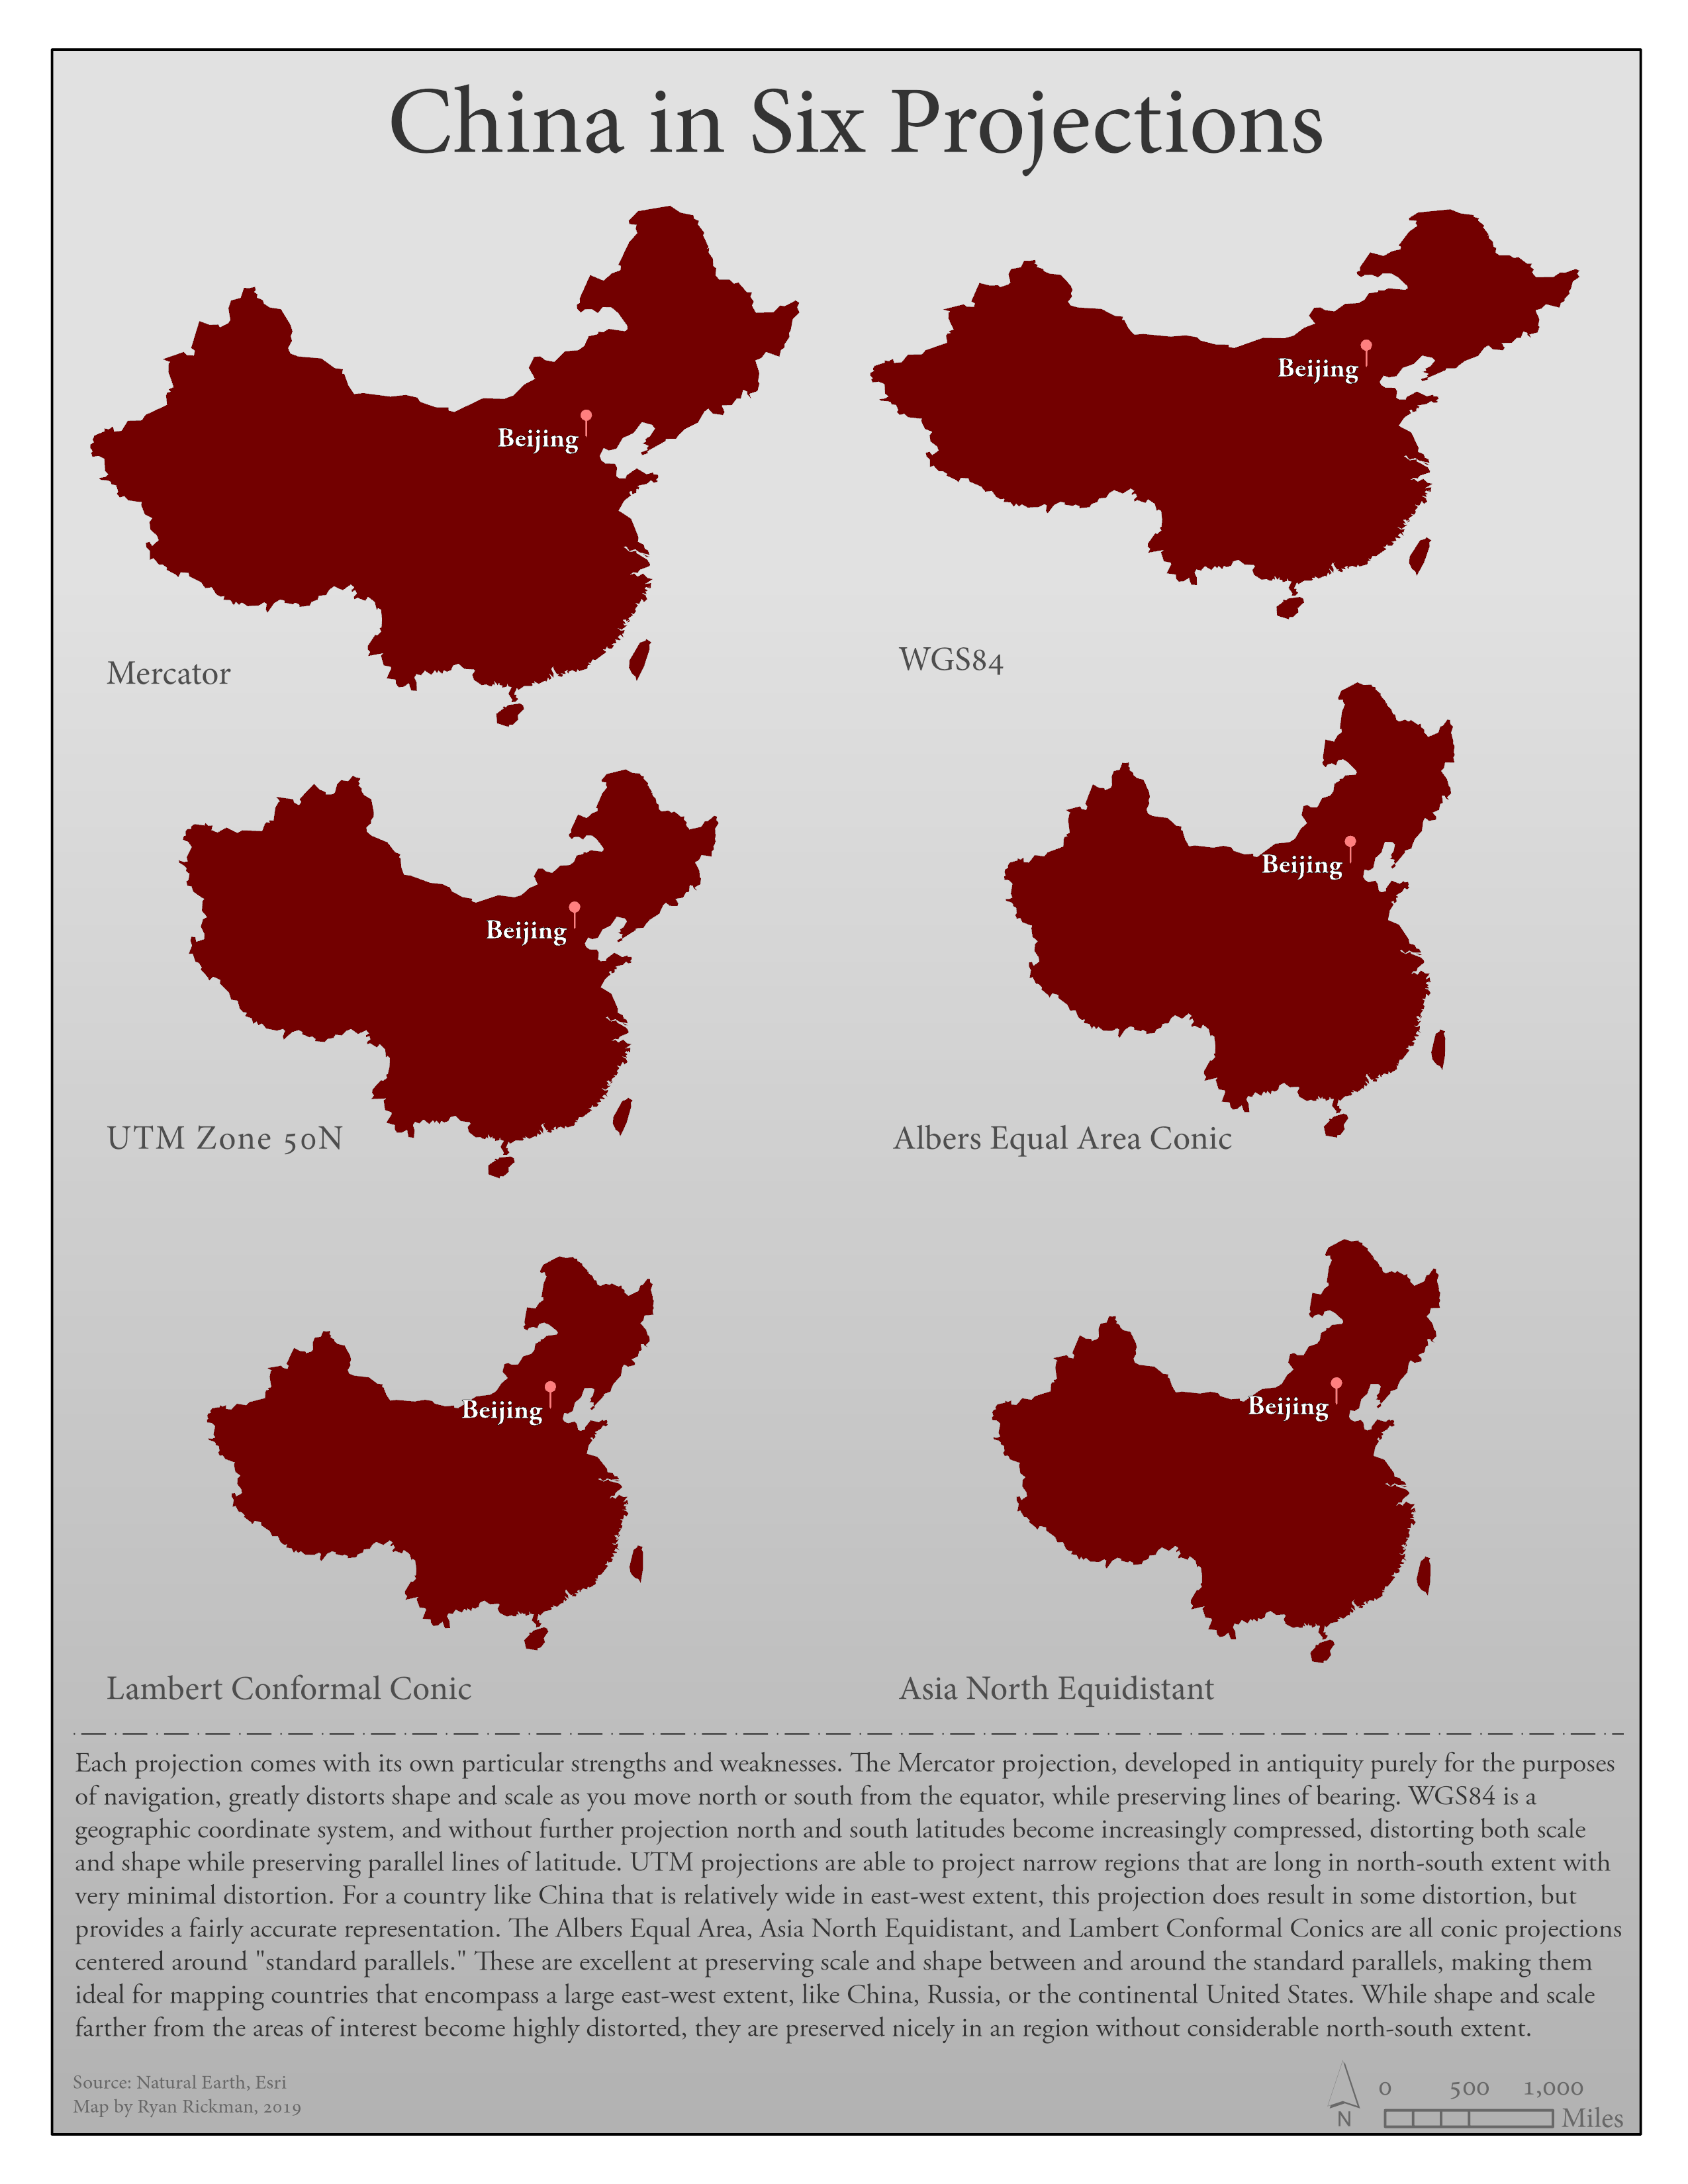 China in Six Projections
Beijing
Mercator
Beijing
WGS84
Beijing
UTM Zone 50N
Beijing
Albers Equal Area Conic
Beijing
Lambert Conformal Conic
Beijing
Asia North Equidistant
Each projection comes with its own particular strengths and weaknesses. The Mercator projection, developed in antiquity purely for the purposes
of navigation, greatly distorts shape and scale as you move north or south from the equator, while preserving lines of bearing. WGS84 is a
geographic coordinate system, and without further projection north and south latitudes become increasingly compressed, distorting both scale
and shape while preserving parallel lines of latitude. UTM projections are able to project narrow regions that are long in north-south extent with
very minimal distortion. For a country like China that is relatively wide in east-west extent, this projection does result in some distortion, but
provides a fairly accurate representation. The Albers Equal Area, Asia North Equidistant, and Lambert Conformal Conics are all conic projections
centered around "standard parallels." These are excellent at preserving scale and shape between and around the standard parallels, making them
ideal for mapping countries that encompass a large east-west extent, like China, Russia, or the continental United States. While shape and scale
farther from the areas of interest become highly distorted, they are preserved nicely in an region without considerable north-south extent.
Source: Natural Earth, Esri
Map by Ryan Rickman, 2019
N
0 500 1,000
Miles